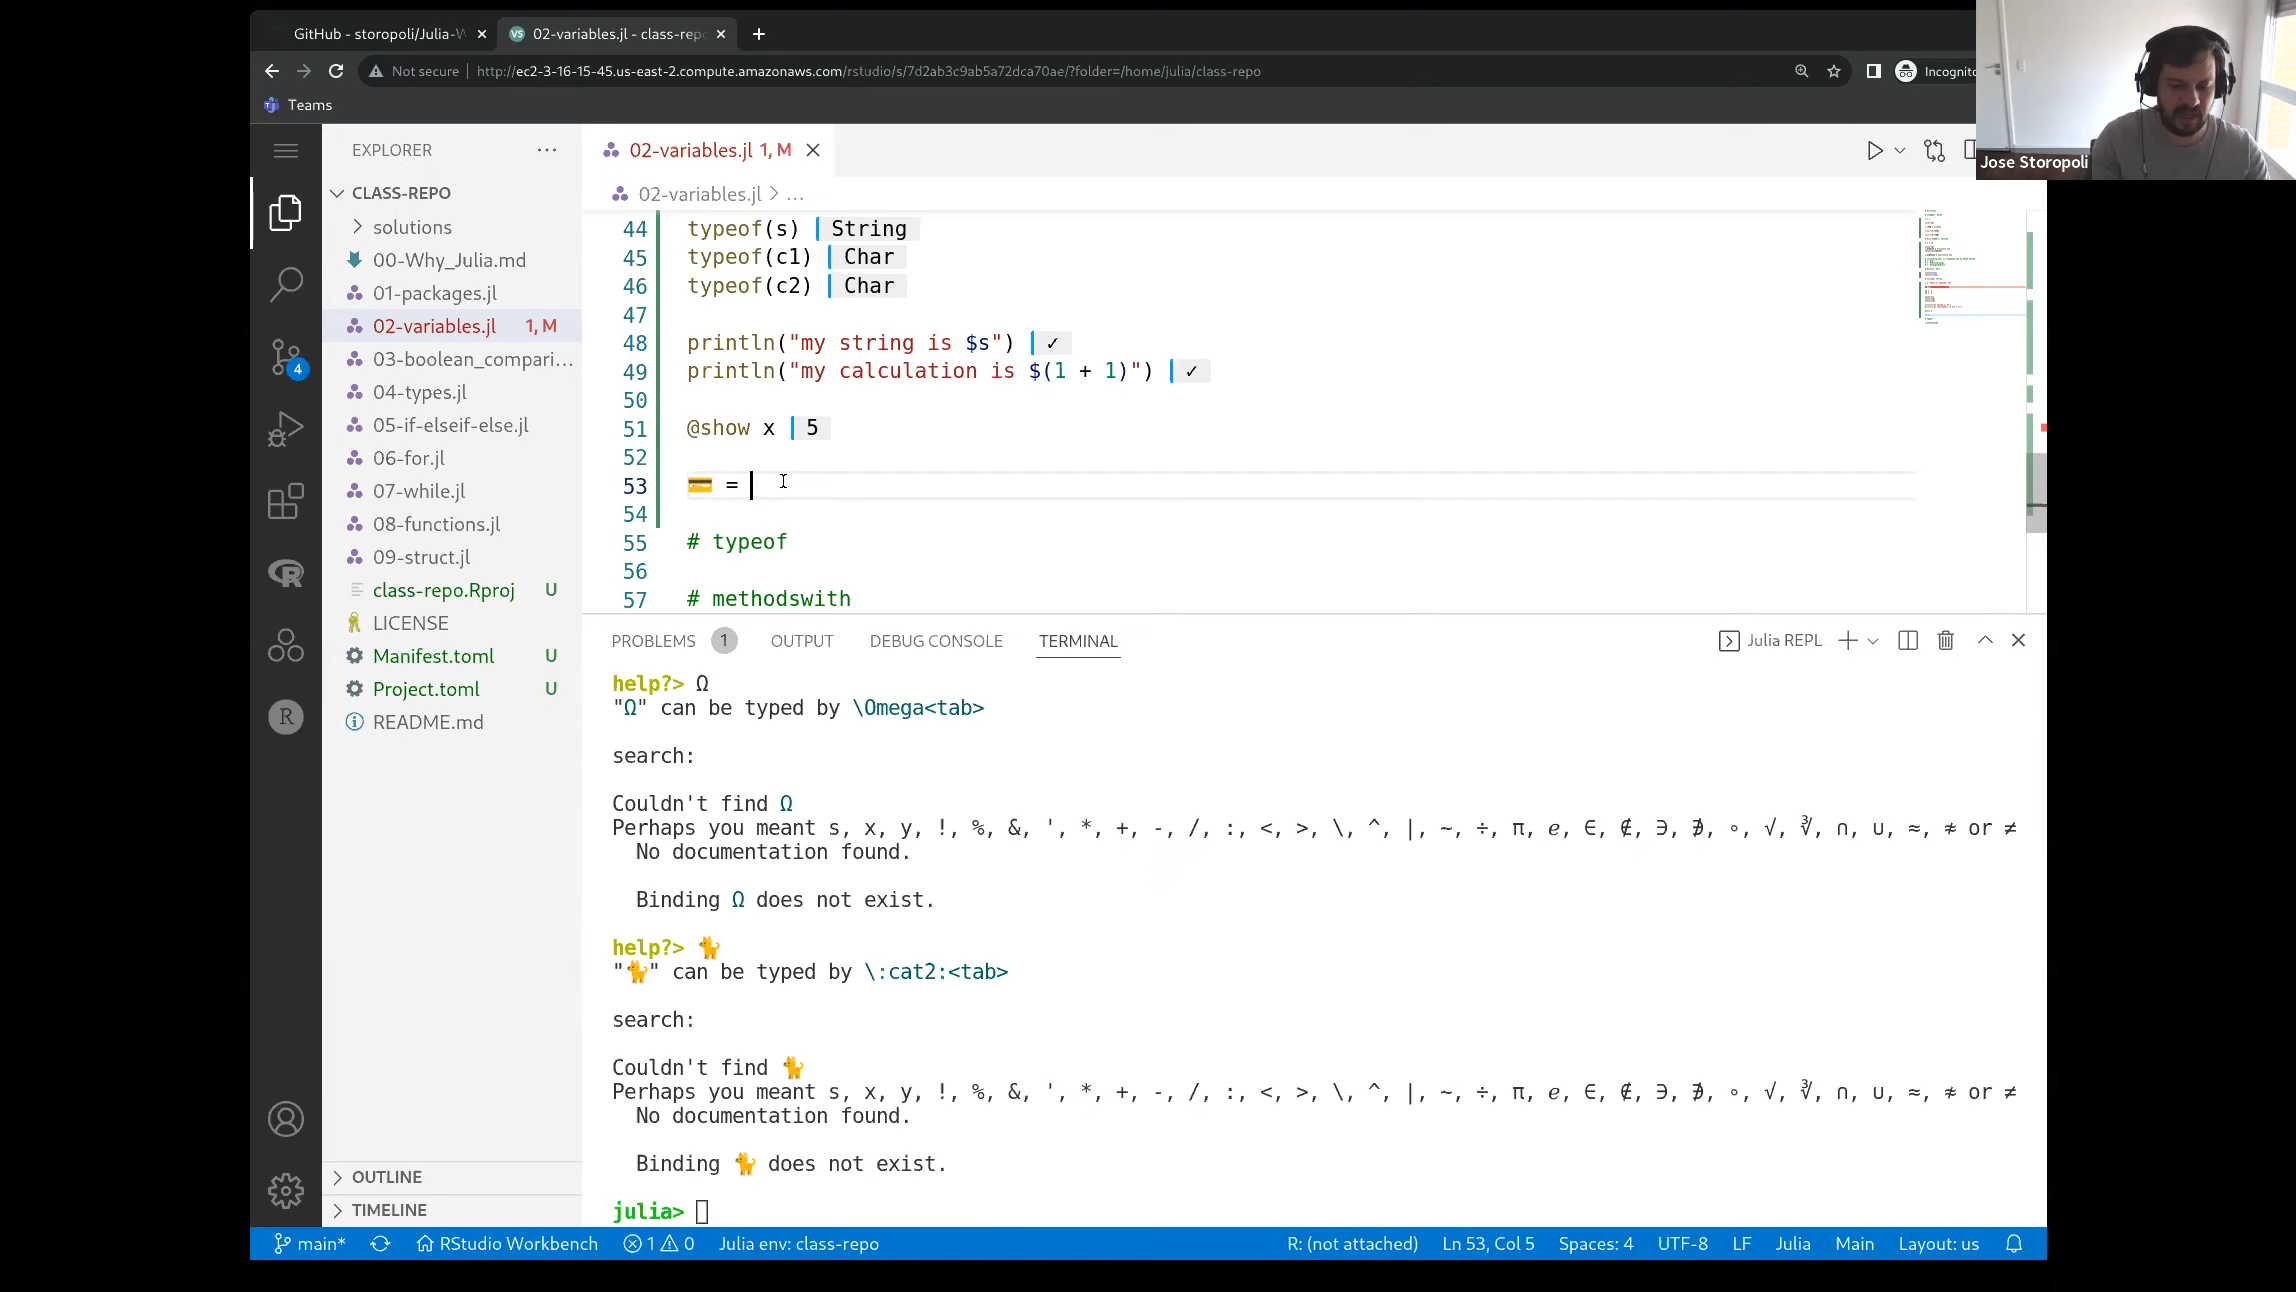 GitHub - storopoli/Julia-W
02-variables.jl - class-repo
Not secure | http://ec2-3-16-15-45.us-east-2.compute.amazonaws.com/rstudio/s/7d2ab3c9ab5a72dca70ae/?folder=/home/julia/class-repo
Incognito
Teams
Jose Storopoli
EXPLORER
CLASS-REPO
solutions
00-Why_Julia.md
01-packages.jl
02-variables.jl 1, M
03-boolean_compari...
04-types.jl
05-if-elseif-else.jl
06-for.jl
07-while.jl
08-functions.jl
09-struct.jl
class-repo.Rproj U
LICENSE
Manifest.toml U
Project.toml U
README.md
OUTLINE
TIMELINE
4
R
R
02-variables.jl 1, M
02-variables.jl > ...
44 typeof(s) String
45 typeof(c1) Char
46 typeof(c2) Char
47
48 println("my string is $s") ✓
49 println("my calculation is $(1 + 1)") ✓
50
51 @show x 5
52
53 💳 =
54
55 # typeof
56
57 # methodswith
PROBLEMS 1 OUTPUT DEBUG CONSOLE TERMINAL
Julia REPL
help?> Ω
"Ω" can be typed by \Omega<tab>
search:
Couldn't find Ω
Perhaps you meant s, x, y, !, %, &, ', *, +, -, /, :, <, >, \, ^, |, ~, ÷, π, ℯ, ∈, ∉, ∋, ∌, ∘, √, ∛, ∩, ∪, ≈, ≉ or ≠
No documentation found.
Binding Ω does not exist.
help?> 🐈
"🐈" can be typed by \:cat2:<tab>
search:
Couldn't find 🐈
Perhaps you meant s, x, y, !, %, &, ', *, +, -, /, :, <, >, \, ^, |, ~, ÷, π, ℯ, ∈, ∉, ∋, ∌, ∘, √, ∛, ∩, ∪, ≈, ≉ or ≠
No documentation found.
Binding 🐈 does not exist.
julia>
main* RStudio Workbench 1 0 Julia env: class-repo
R: (not attached) Ln 53, Col 5 Spaces: 4 UTF-8 LF Julia Main Layout: us